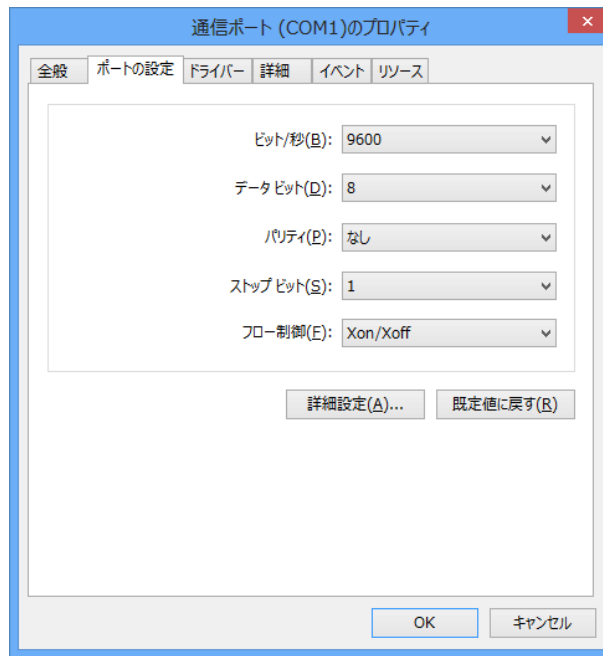 通信ポート (COM1)のプロパティ
全般 ポートの設定 ドライバー 詳細 イベント リソース
ビット/秒(B): 9600
データ ビット(D): 8
パリティ(P): なし
ストップ ビット(S): 1
フロー制御(F): Xon/Xoff
詳細設定(A)... 既定値に戻す(R)
OK キャンセル